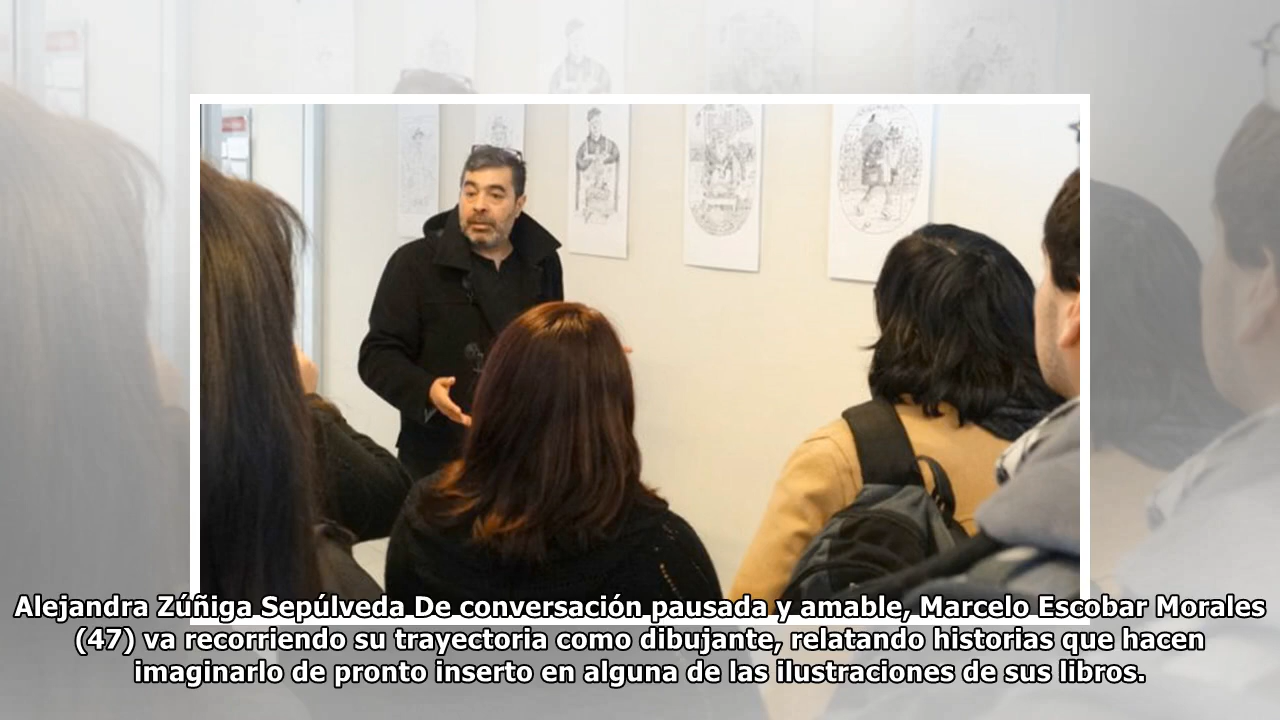 Alejandra Zúñiga Sepúlveda De conversación pausada y amable, Marcelo Escobar Morales
(47) va recorriendo su trayectoria como dibujante, relatando historias que hacen
imaginarlo de pronto inserto en alguna de las ilustraciones de sus libros.